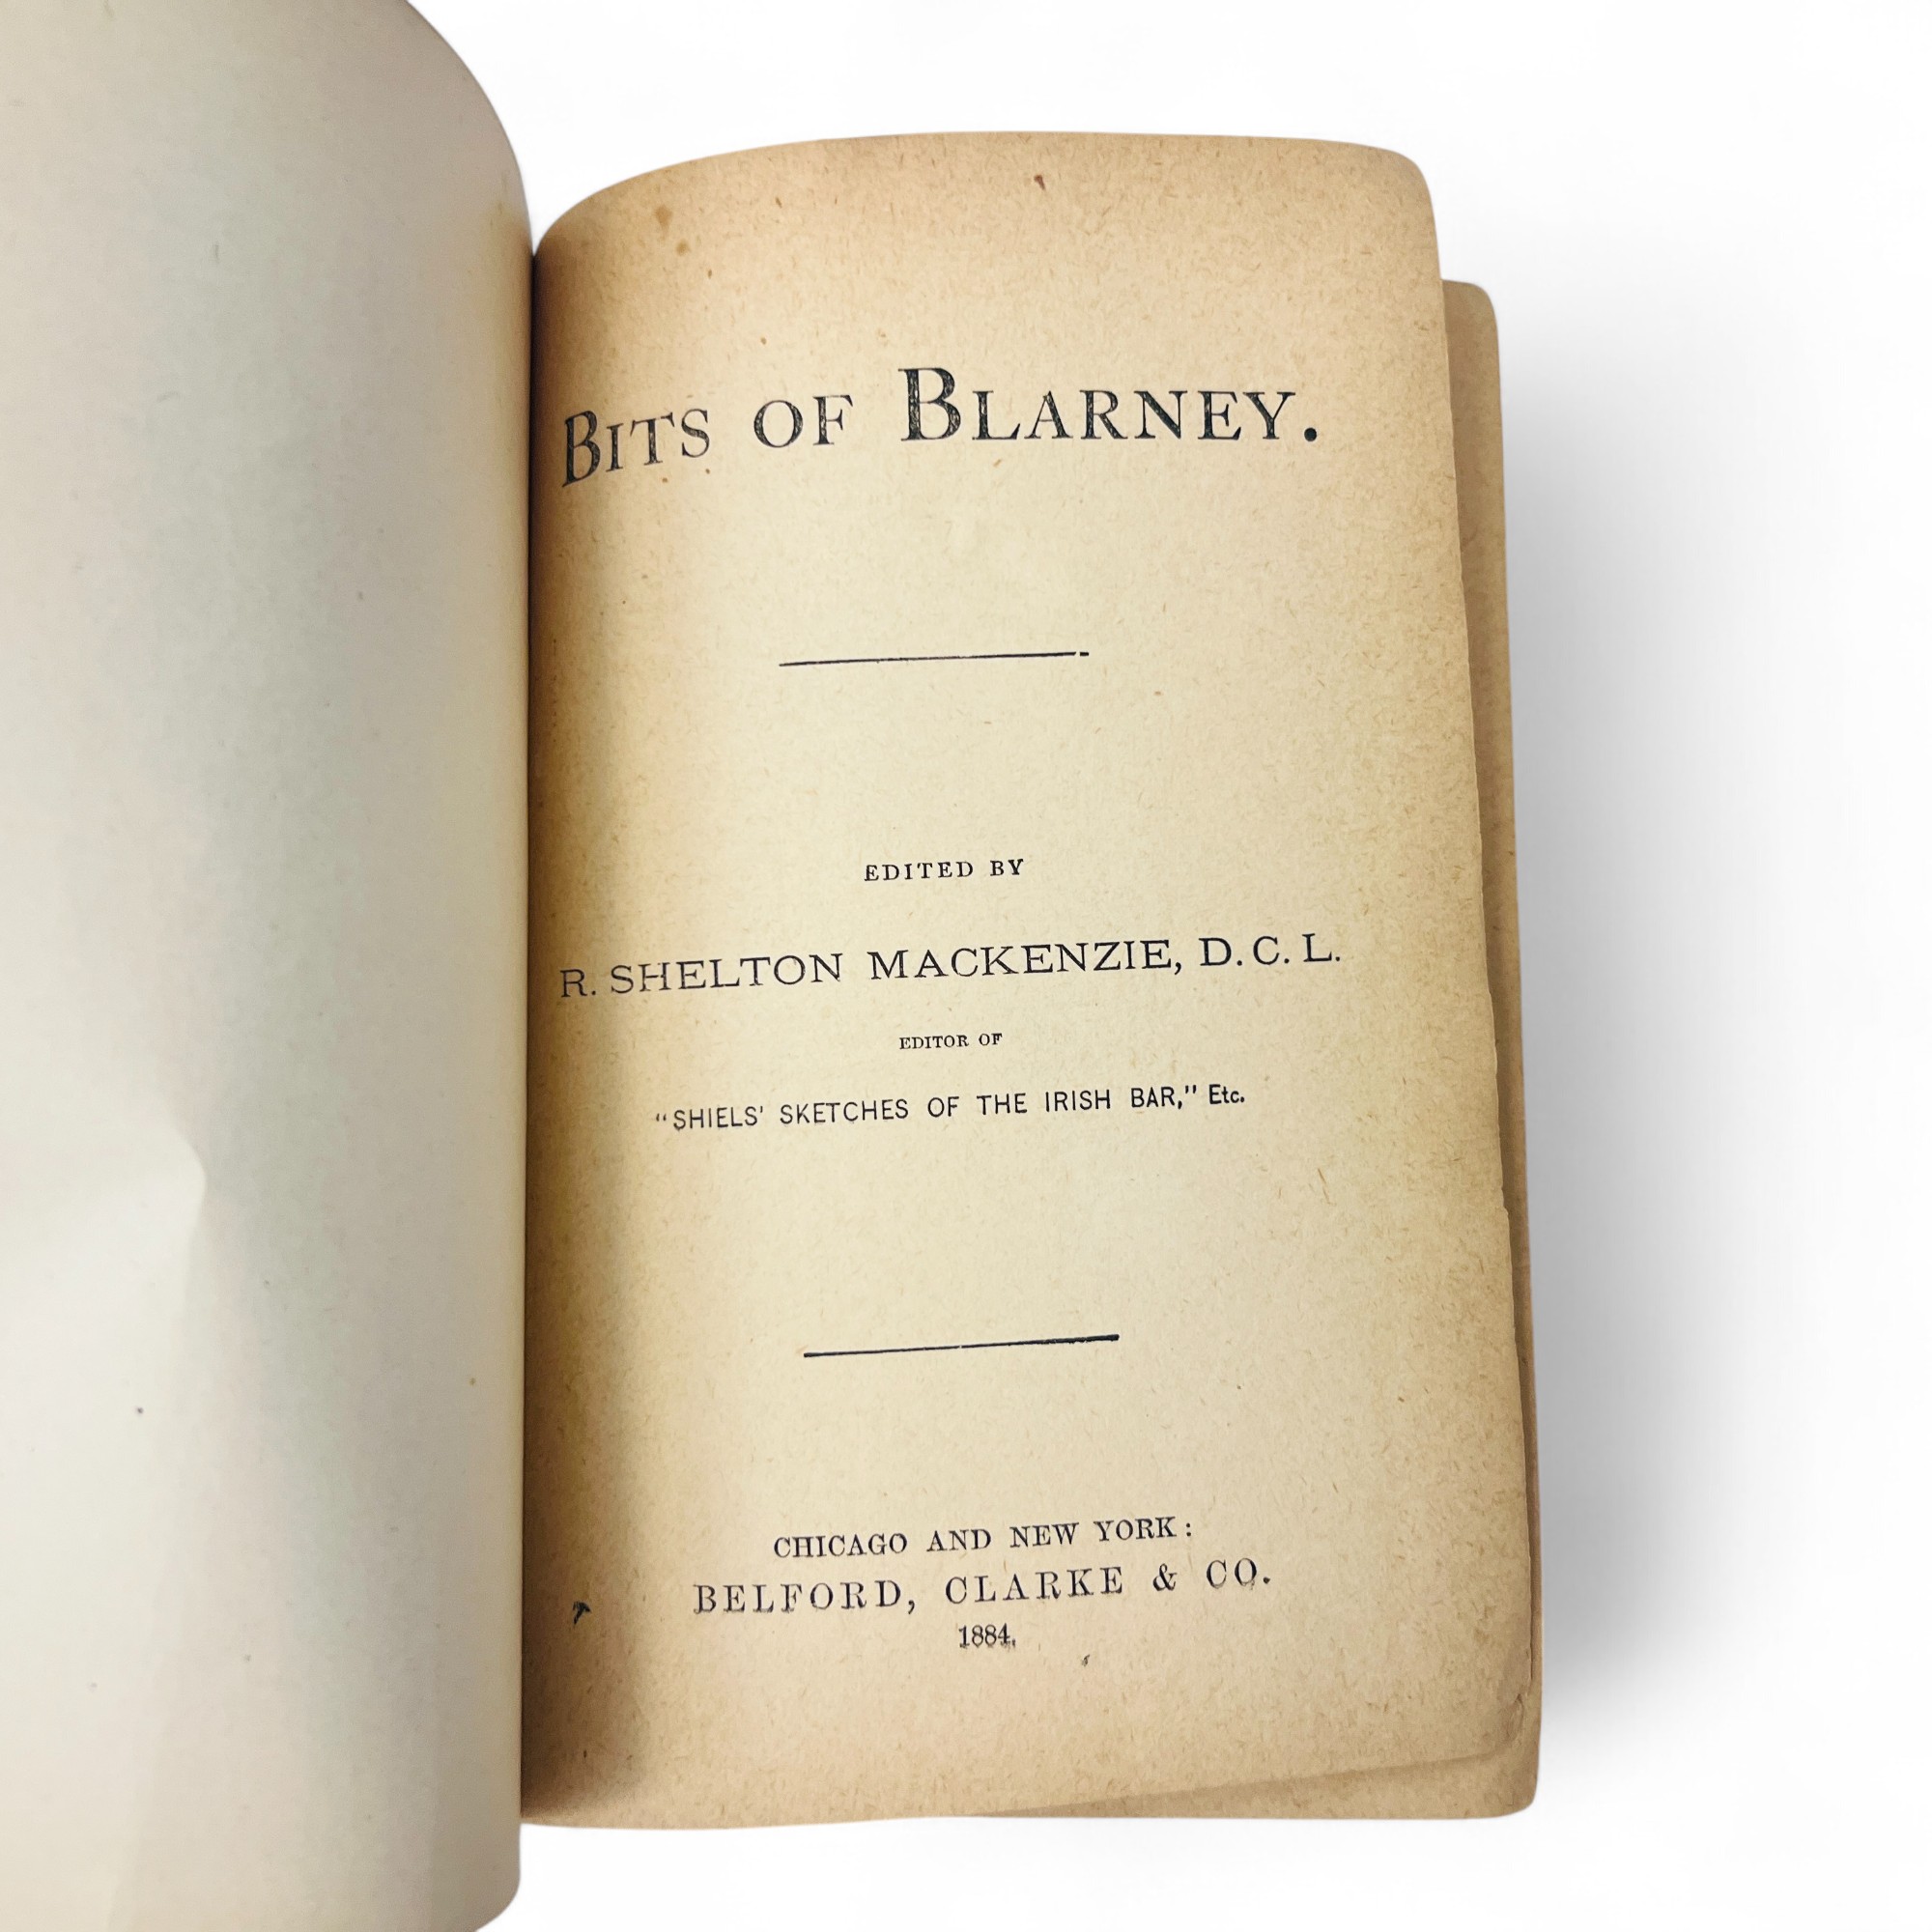 BITS OF BLARNEY.
EDITED BY
R. SHELTON MACKENZIE, D. C. L.
EDITOR OF
"SHIELS' SKETCHES OF THE IRISH BAR," Etc.
CHICAGO AND NEW YORK:
BELFORD, CLARKE & CO.
1884.